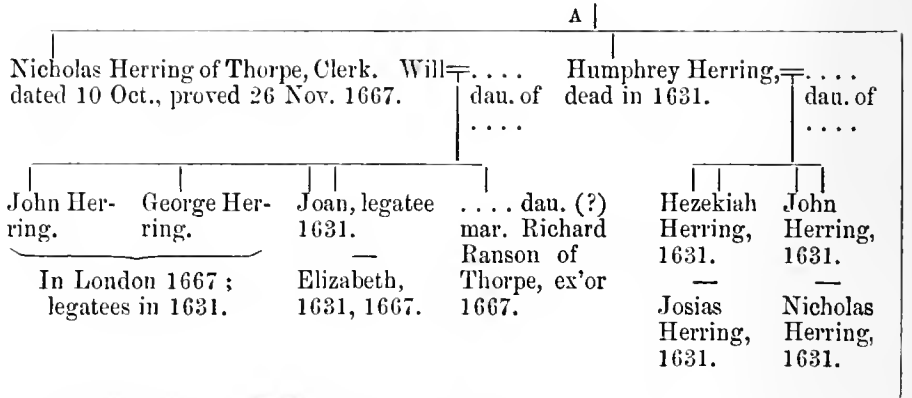 A
Nicholas Herring of Thorpe, Clerk. Will=. . . .
dated 10 Oct., proved 26 Nov. 1667. dau. of
. . . .
Humphrey Herring,=. . . .
dead in 1631. dau. of
. . . .
John Her-
ring.
George Her-
ring.
In London 1667 ;
legatees in 1631.
Joan, legatee
1631.
—
Elizabeth,
1631, 1667.
. . . . dau. (?)
mar. Richard
Ranson of
Thorpe, ex'or
1667.
Hezekiah
Herring,
1631.
—
Josias
Herring,
1631.
John
Herring,
1631.
—
Nicholas
Herring,
1631.